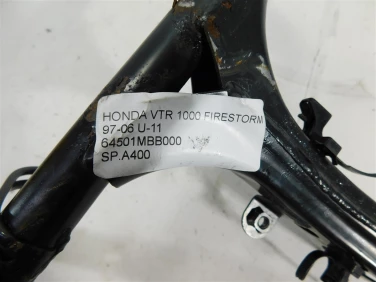 HONDA VTR 1000 FIRESTORM
97-06 U-11
64501MBB000
SP.A400